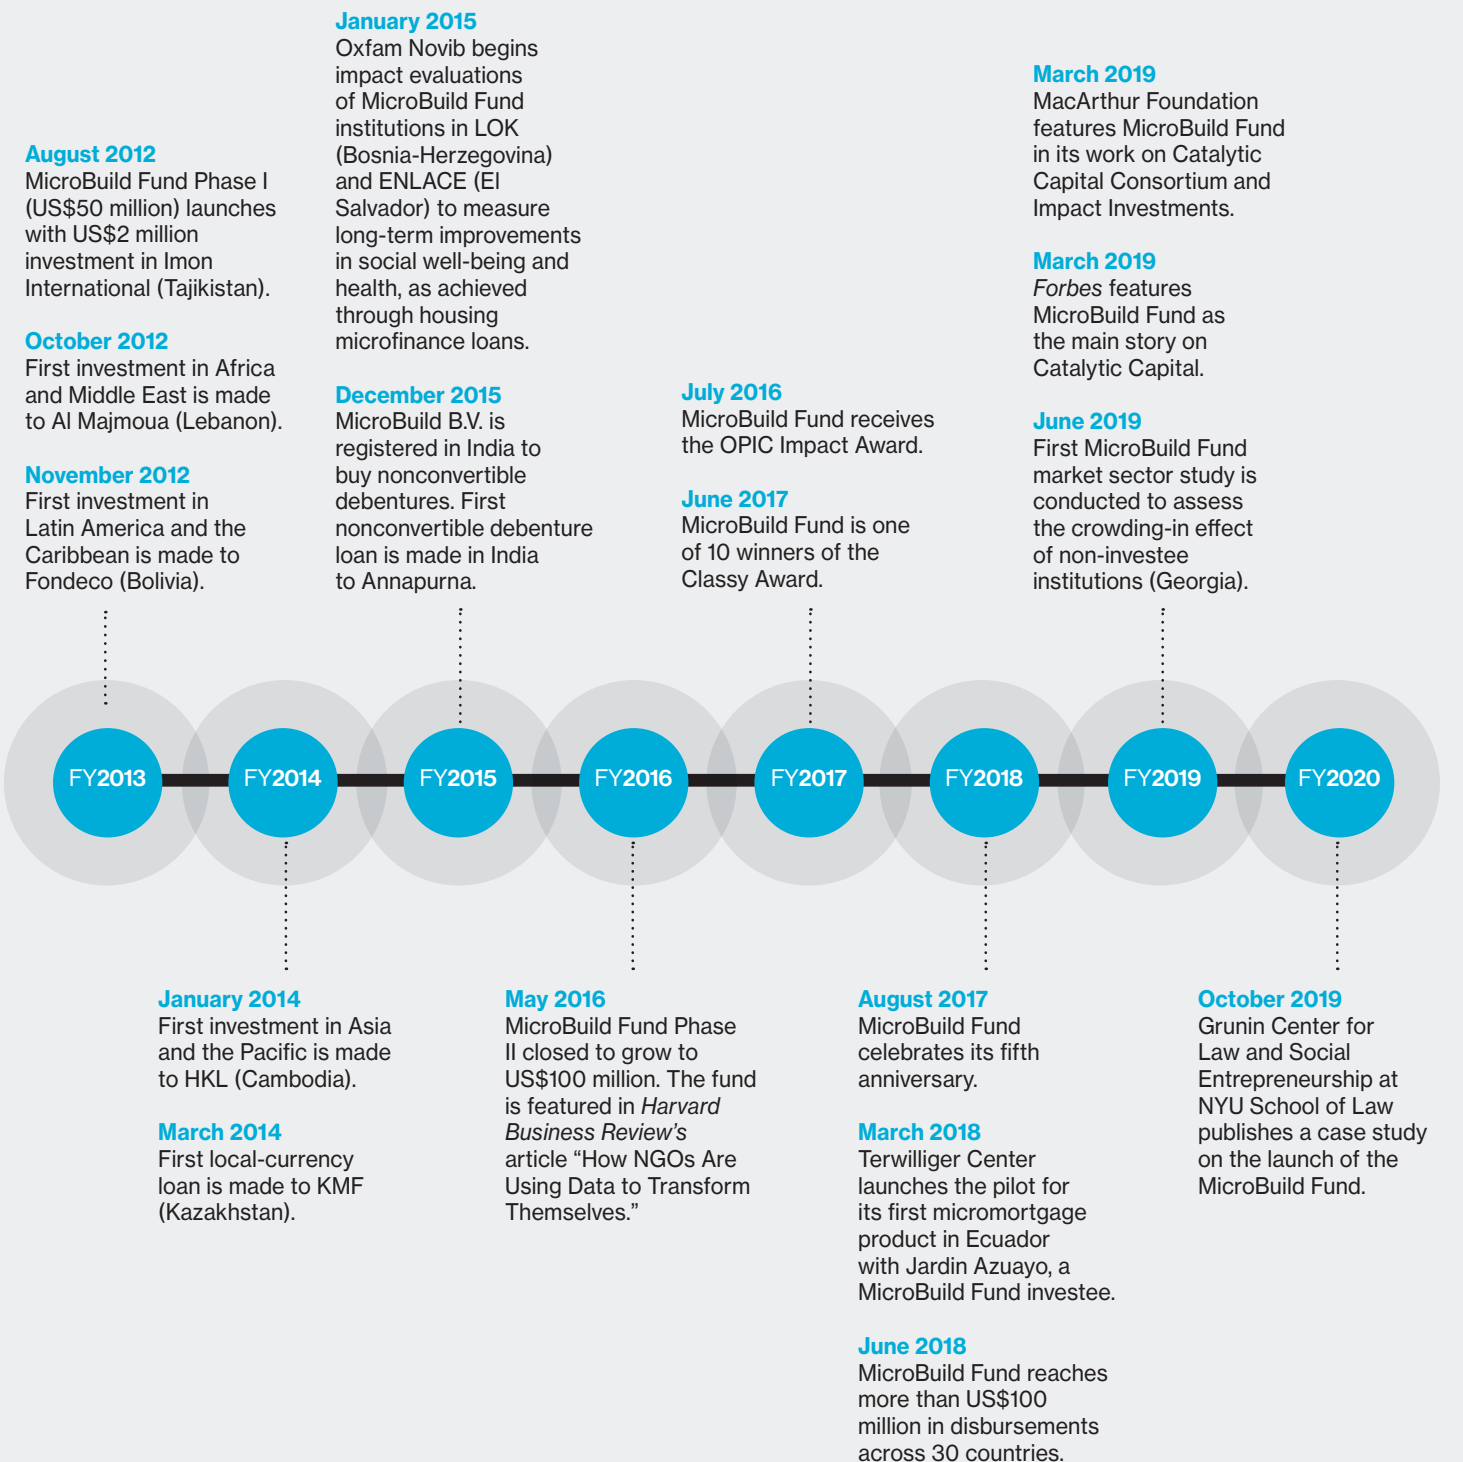 August 2012
MicroBuild Fund Phase I
(US$50 million) launches
with US$2 million
investment in Imon
International (Tajikistan).
October 2012
First investment in Africa
and Middle East is made
to Al Majmoua (Lebanon).
November 2012
First investment in
Latin America and the
Caribbean is made to
Fondeco (Bolivia).
January 2015
Oxfam Novib begins
impact evaluations
of MicroBuild Fund
institutions in LOK
(Bosnia-Herzegovina)
and ENLACE (El
Salvador) to measure
long-term improvements
in social well-being and
health, as achieved
through housing
microfinance loans.
December 2015
MicroBuild B.V. is
registered in India to
buy nonconvertible
debentures. First
nonconvertible debenture
loan is made in India
to Annapurna.
July 2016
MicroBuild Fund receives
the OPIC Impact Award.
June 2017
MicroBuild Fund is one
of 10 winners of the
Classy Award.
March 2019
MacArthur Foundation
features MicroBuild Fund
in its work on Catalytic
Capital Consortium and
Impact Investments.
March 2019
Forbes features
MicroBuild Fund as
the main story on
Catalytic Capital.
June 2019
First MicroBuild Fund
market sector study is
conducted to assess
the crowding-in effect
of non-investee
institutions (Georgia).
FY2013
FY2014
FY2015
FY2016
FY2017
FY2018
FY2019
FY2020
January 2014
First investment in Asia
and the Pacific is made
to HKL (Cambodia).
March 2014
First local-currency
loan is made to KMF
(Kazakhstan).
May 2016
MicroBuild Fund Phase
II closed to grow to
US$100 million. The fund
is featured in Harvard
Business Review’s
article “How NGOs Are
Using Data to Transform
Themselves.”
August 2017
MicroBuild Fund
celebrates its fifth
anniversary.
March 2018
Terwilliger Center
launches the pilot for
its first micromortgage
product in Ecuador
with Jardin Azuayo, a
MicroBuild Fund investee.
June 2018
MicroBuild Fund reaches
more than US$100
million in disbursements
across 30 countries.
October 2019
Grunin Center for
Law and Social
Entrepreneurship at
NYU School of Law
publishes a case study
on the launch of the
MicroBuild Fund.